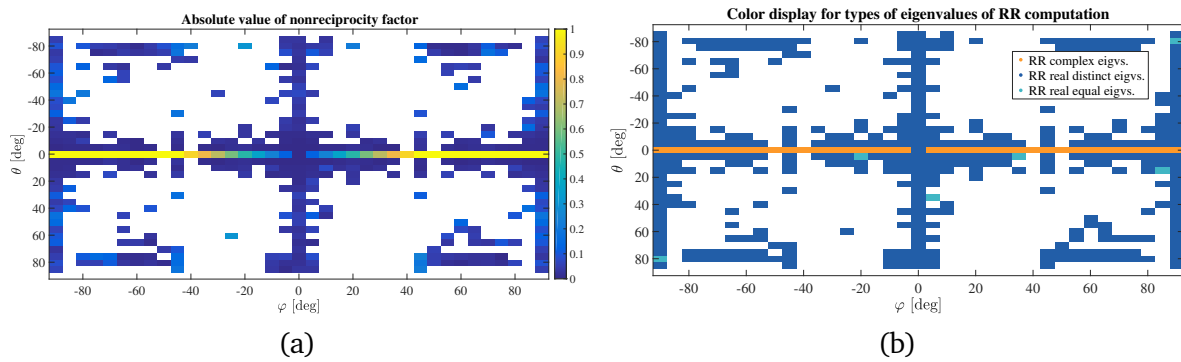 Absolute value of nonreciprocity factor
-80
-60
-40
-20
0
20
40
60
80
θ [deg]
-80 -60 -40 -20 0 20 40 60 80
φ [deg]
1
0.9
0.8
0.7
0.6
0.5
0.4
0.3
0.2
0.1
0
(a)
Color display for types of eigenvalues of RR computation
-80
-60
-40
-20
0
20
40
60
80
θ [deg]
RR complex eigvs.
RR real distinct eigvs.
RR real equal eigvs.
-80 -60 -40 -20 0 20 40 60 80
φ [deg]
(b)